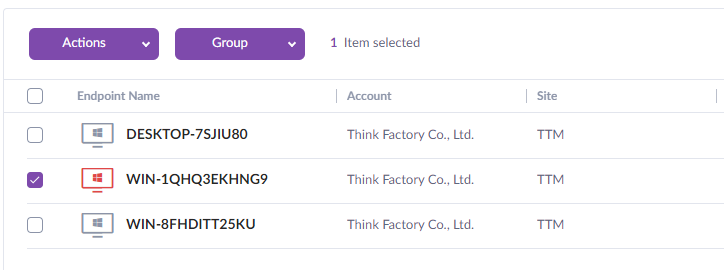 Actions Group 1 Item selected
Endpoint Name Account Site
DESKTOP-7SJIU80 Think Factory Co., Ltd. TTM
WIN-1QHQ3EKHNG9 Think Factory Co., Ltd. TTM
WIN-8FHDITT25KU Think Factory Co., Ltd. TTM